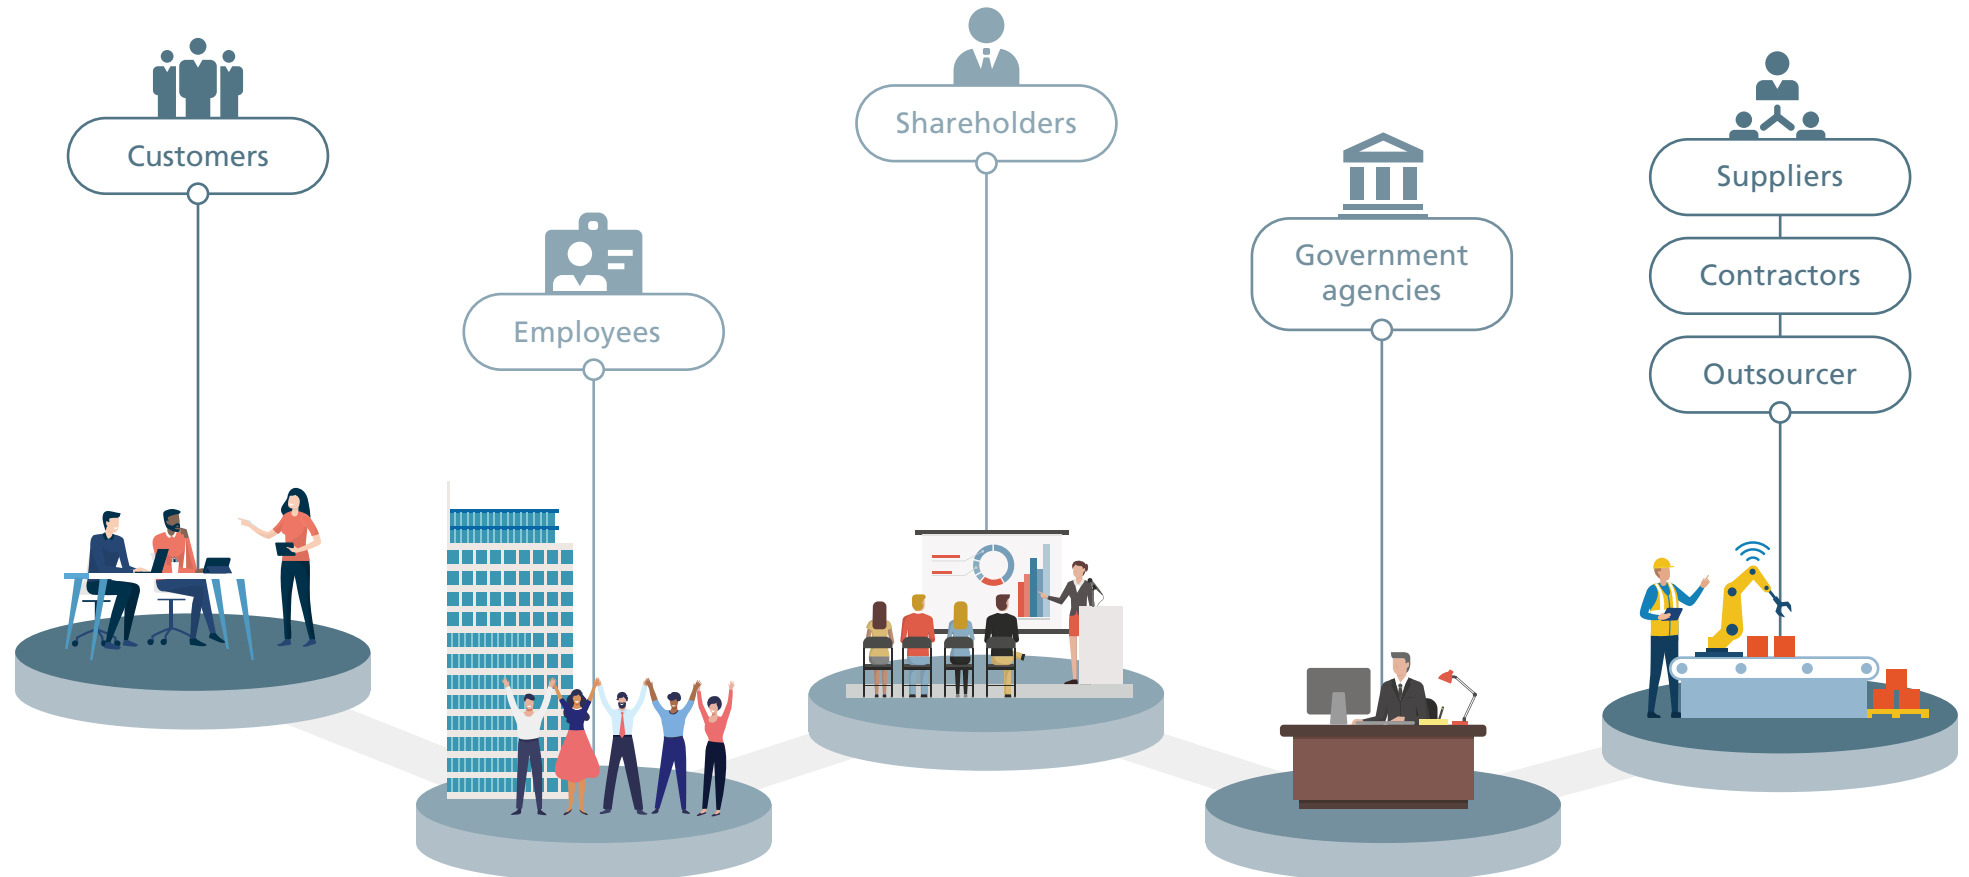 Customers
Employees
Shareholders
Government
agencies
Suppliers
Contractors
Outsourcer